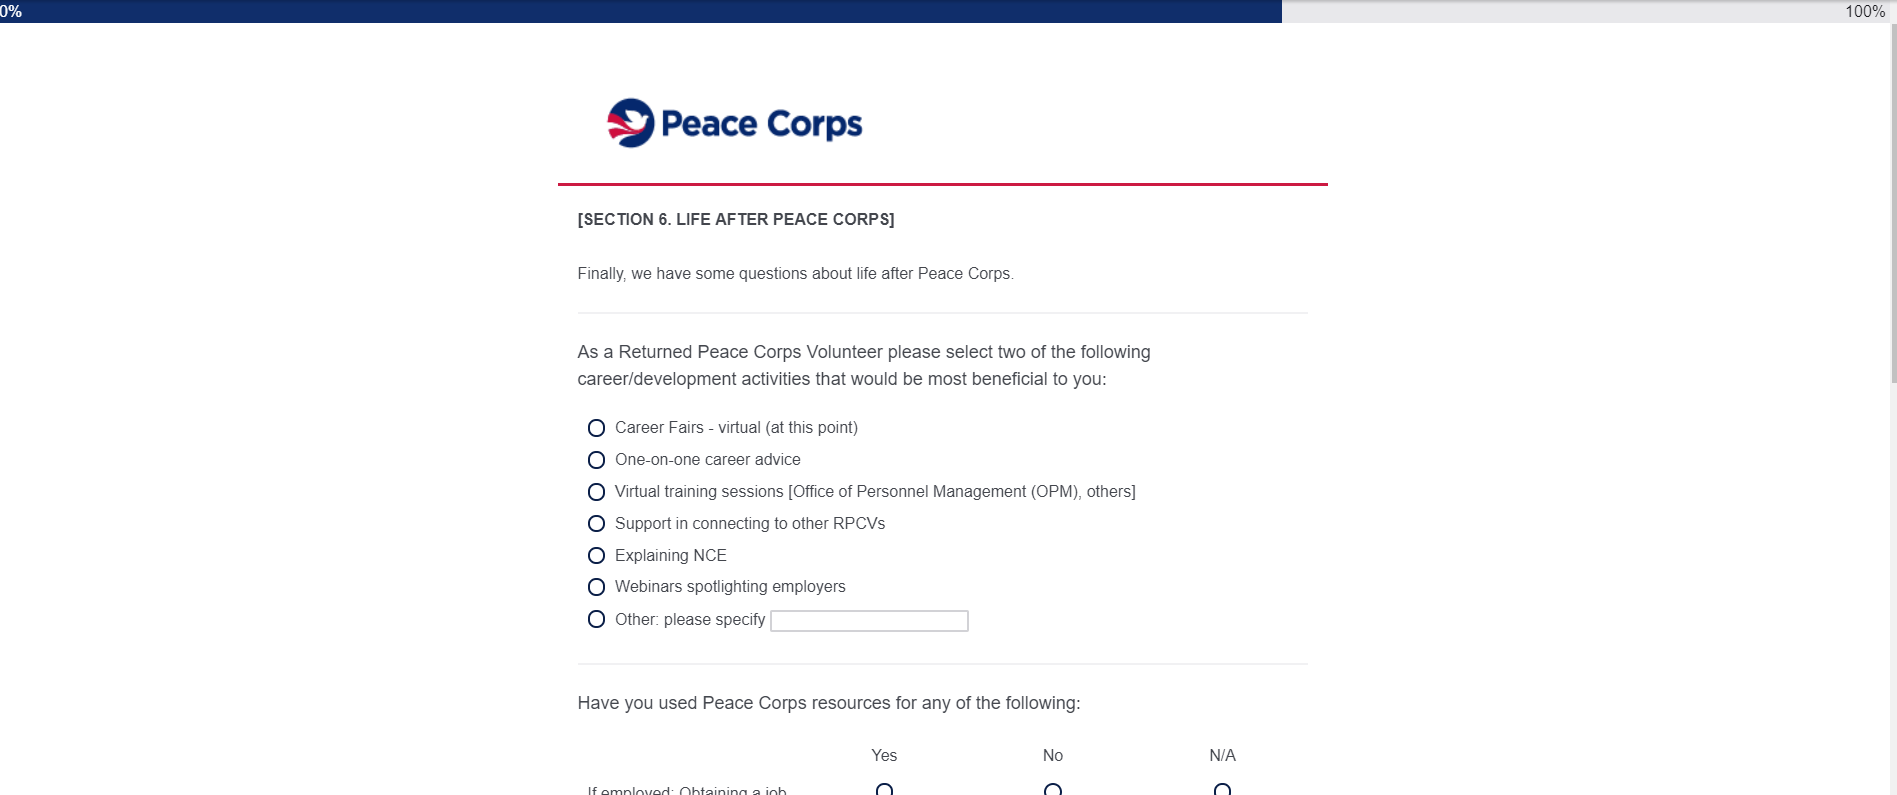 0%
100%
Peace Corps
[SECTION 6. LIFE AFTER PEACE CORPS]
Finally, we have some questions about life after Peace Corps.
As a Returned Peace Corps Volunteer please select two of the following
career/development activities that would be most beneficial to you:
Career Fairs - virtual (at this point)
One-on-one career advice
Virtual training sessions [Office of Personnel Management (OPM), others]
Support in connecting to other RPCVs
Explaining NCE
Webinars spotlighting employers
Other: please specify
Have you used Peace Corps resources for any of the following:
Yes No N/A
If employed: Obtaining a job